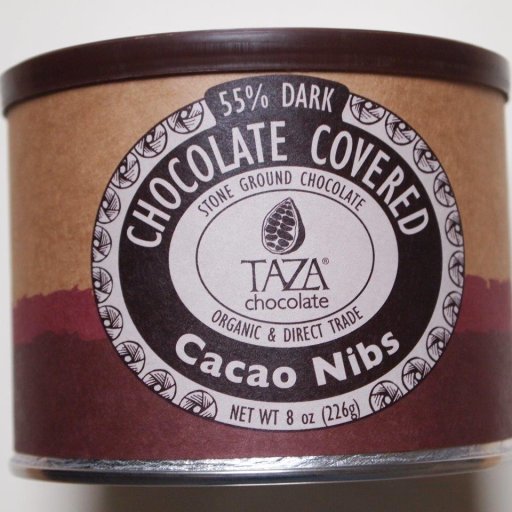 55% DARK
CHOCOLATE COVERED
STONE GROUND CHOCOLATE
TAZA®
chocolate
ORGANIC & DIRECT TRADE
Cacao Nibs
NET WT 8 oz (226g)